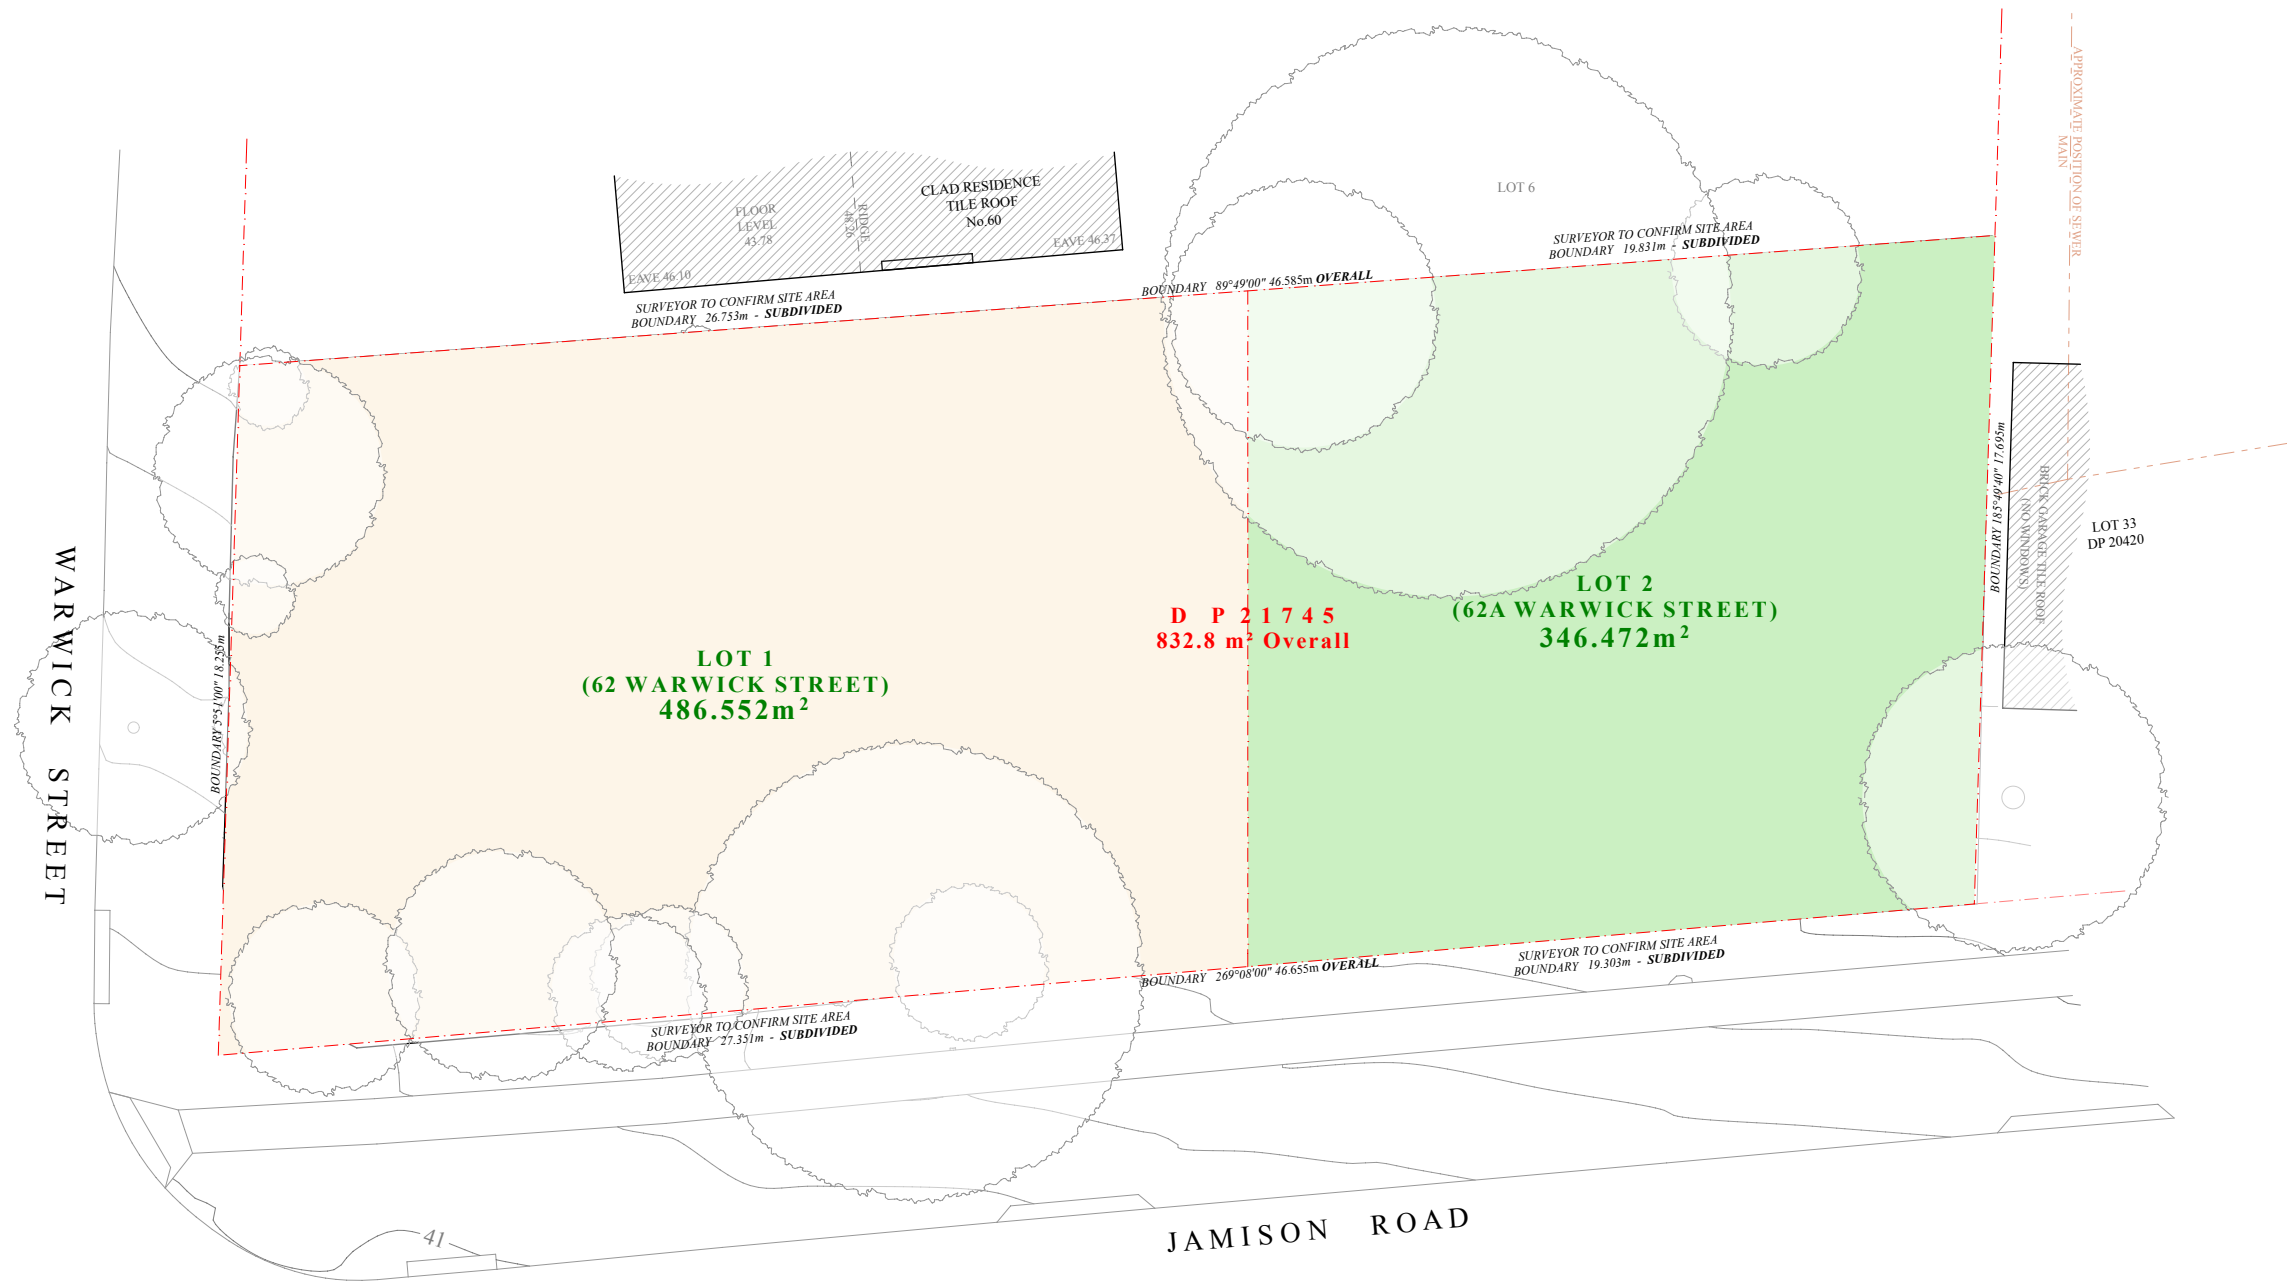 APPROXIMATE POSITION OF SEWER
MAIN
CLAD RESIDENCE
TILE ROOF
No.60
FLOOR
LEVEL
43.78
RIDGE
48.26
EAVE 46.10
EAVE 46.37
LOT 6
SURVEYOR TO CONFIRM SITE AREA
BOUNDARY 19.831m - SUBDIVIDED
BOUNDARY 89°49'00" 46.585m OVERALL
SURVEYOR TO CONFIRM SITE AREA
BOUNDARY 26.753m - SUBDIVIDED
BOUNDARY 185°49'40" 17.695m
BRICK GARAGE TILE ROOF
(NO WINDOWS)
LOT 33
DP 20420
WARWICK STREET
BOUNDARY 5°51'00" 18.295m
LOT 1
(62 WARWICK STREET)
486.552m²
D P 21745
832.8 m² Overall
LOT 2
(62A WARWICK STREET)
346.472m²
SURVEYOR TO CONFIRM SITE AREA
BOUNDARY 19.303m - SUBDIVIDED
BOUNDARY 269°08'00" 46.655m OVERALL
SURVEYOR TO CONFIRM SITE AREA
BOUNDARY 27.351m - SUBDIVIDED
41
JAMISON ROAD